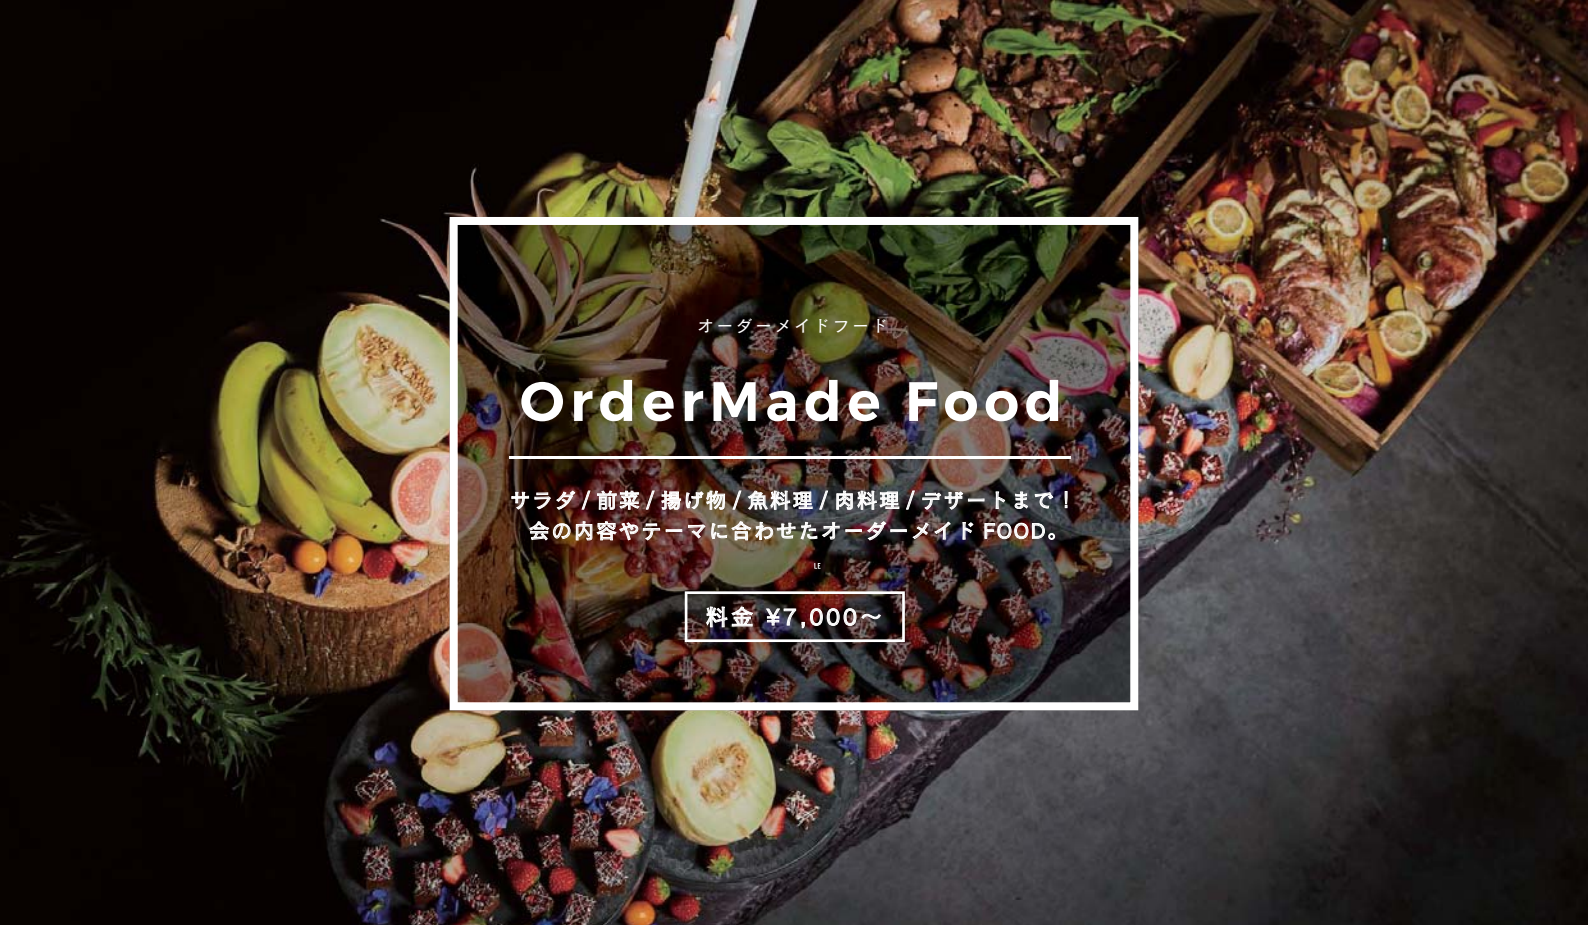 オーダーメイドフード
OrderMade Food
サラダ / 前菜 / 揚げ物 / 魚料理 / 肉料理 / デザートまで！
会の内容やテーマに合わせたオーダーメイド FOOD。
LE
料金 ¥7,000〜